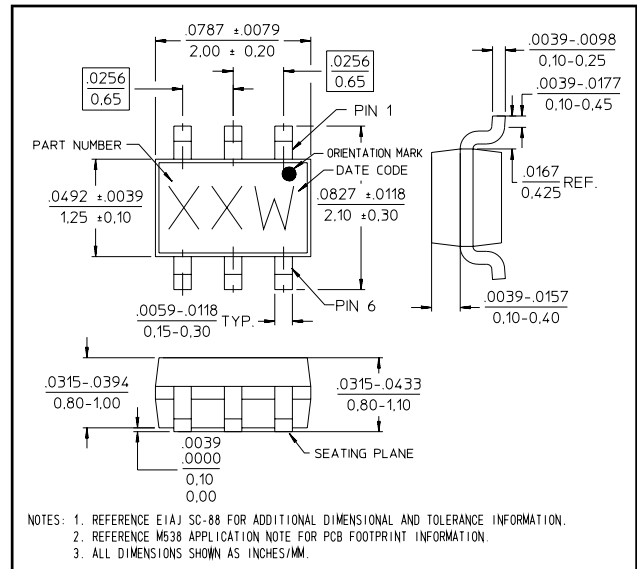 .0787 ±.0079
2,00 ± 0,20
.0256
0,65
.0256
0,65
.0039-.0098
0,10-0,25
.0039-.0177
0,10-0,45
PIN 1
PART NUMBER
ORIENTATION MARK
DATE CODE
.0492 ±.0039
1,25 ±0,10
XXW
.0827 ±.0118
2,10 ±0,30
.0167
0,425 REF.
PIN 6
.0059-.0118
0,15-0,30 TYP.
.0039-.0157
0,10-0,40
.0315-.0394
0,80-1,00
.0315-.0433
0,80-1,10
SEATING PLANE
.0039
.0000
0,10
0,00
NOTES: 1. REFERENCE EIAJ SC-88 FOR ADDITIONAL DIMENSIONAL AND TOLERANCE INFORMATION.
2. REFERENCE M538 APPLICATION NOTE FOR PCB FOOTPRINT INFORMATION.
3. ALL DIMENSIONS SHOWN AS INCHES/MM.